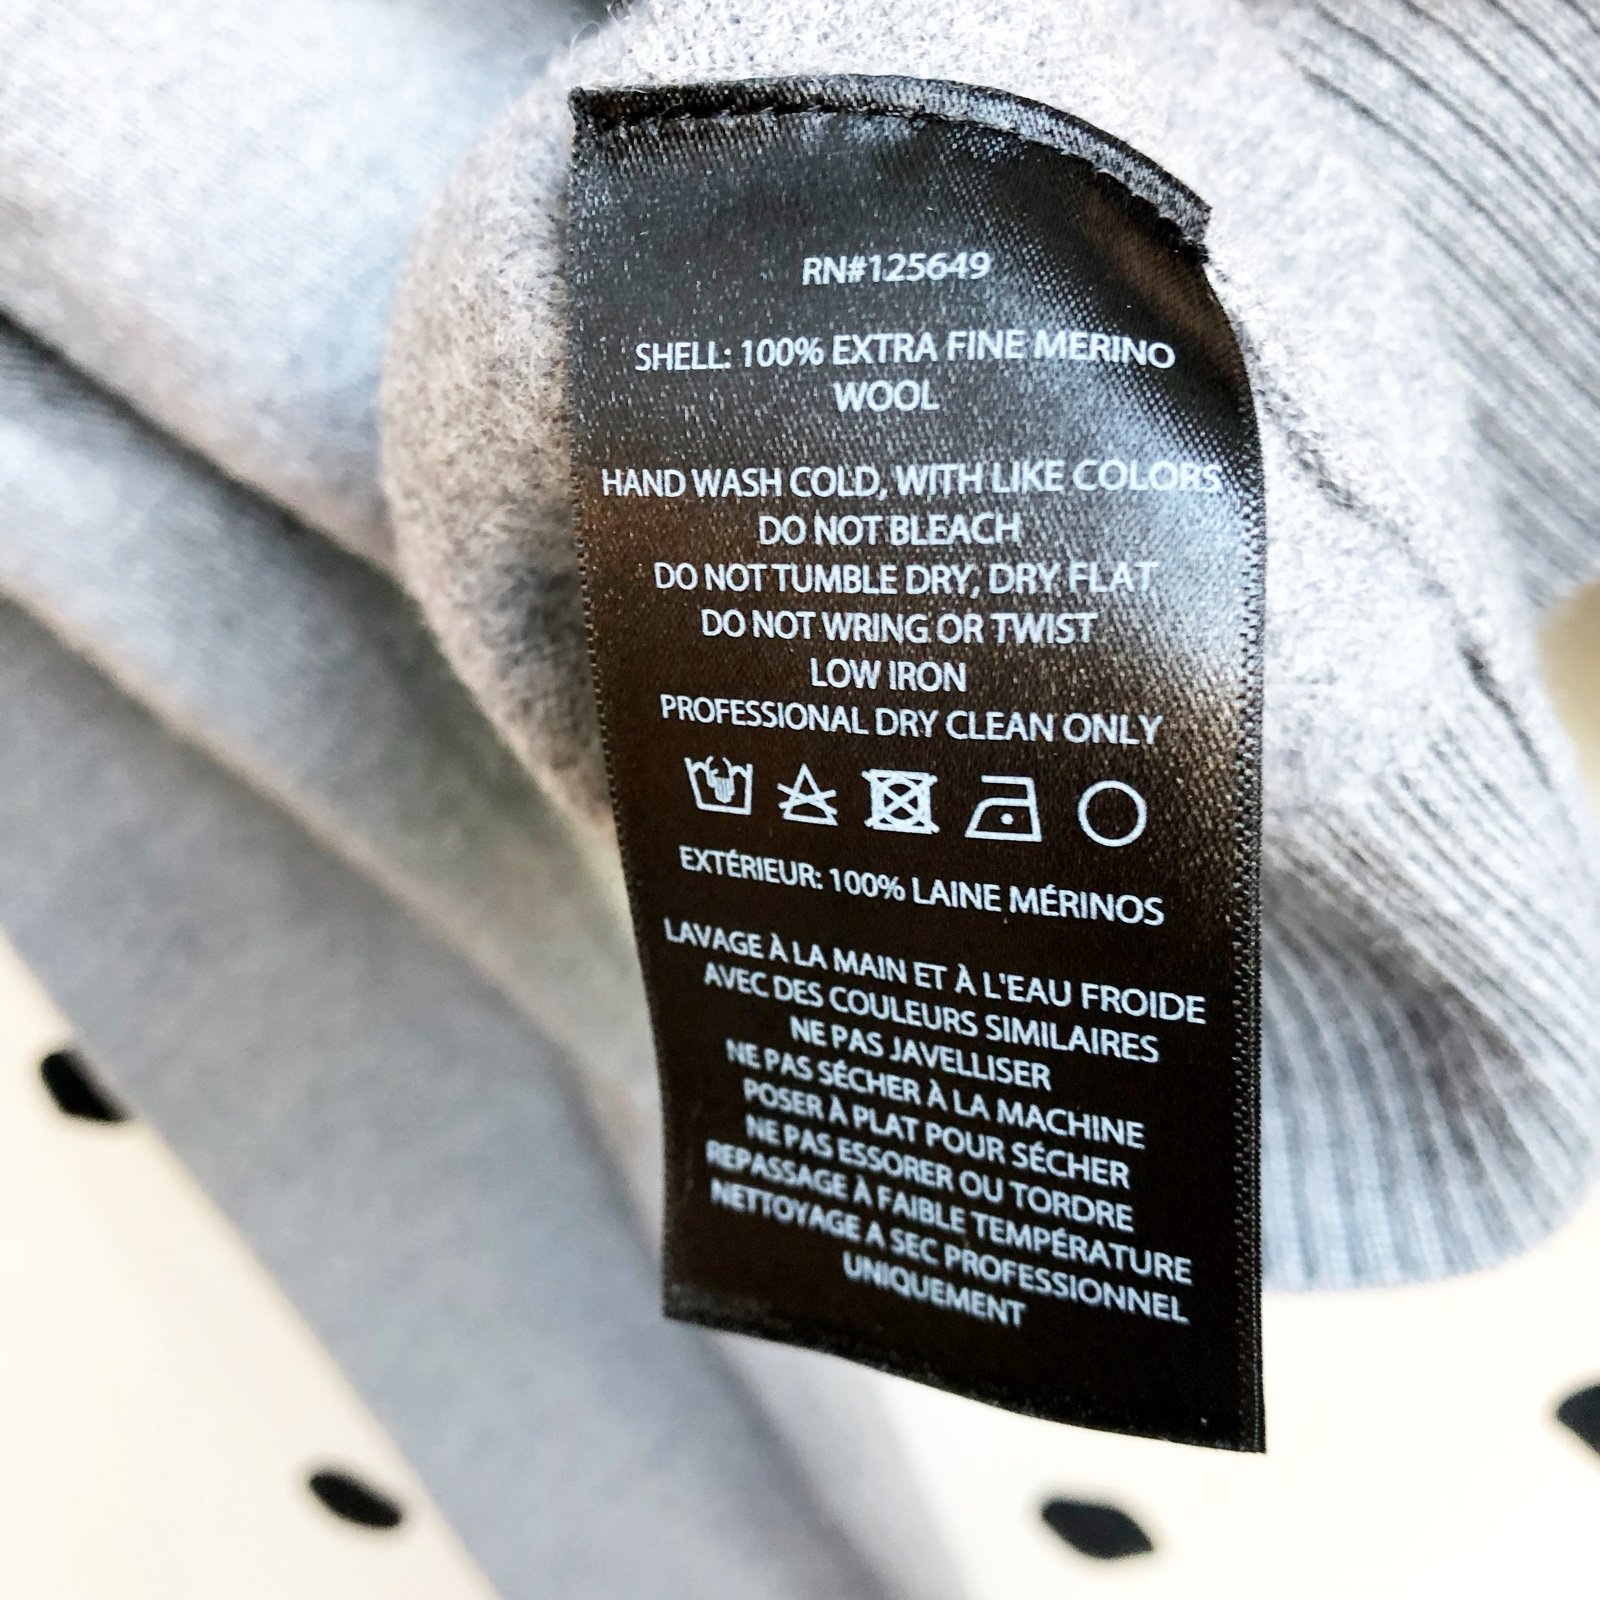 RN#125649
SHELL: 100% EXTRA FINE MERINO
WOOL
HAND WASH COLD, WITH LIKE COLORS
DO NOT BLEACH
DO NOT TUMBLE DRY, DRY FLAT
DO NOT WRING OR TWIST
LOW IRON
PROFESSIONAL DRY CLEAN ONLY
EXTÉRIEUR: 100% LAINE MÉRINOS
LAVAGE À LA MAIN ET À L'EAU FROIDE
AVEC DES COULEURS SIMILAIRES
NE PAS JAVELLISER
NE PAS SÉCHER À LA MACHINE
POSER À PLAT POUR SÉCHER
NE PAS ESSORER OU TORDRE
REPASSAGE À FAIBLE TEMPÉRATURE
NETTOYAGE A SEC PROFESSIONNEL
UNIQUEMENT